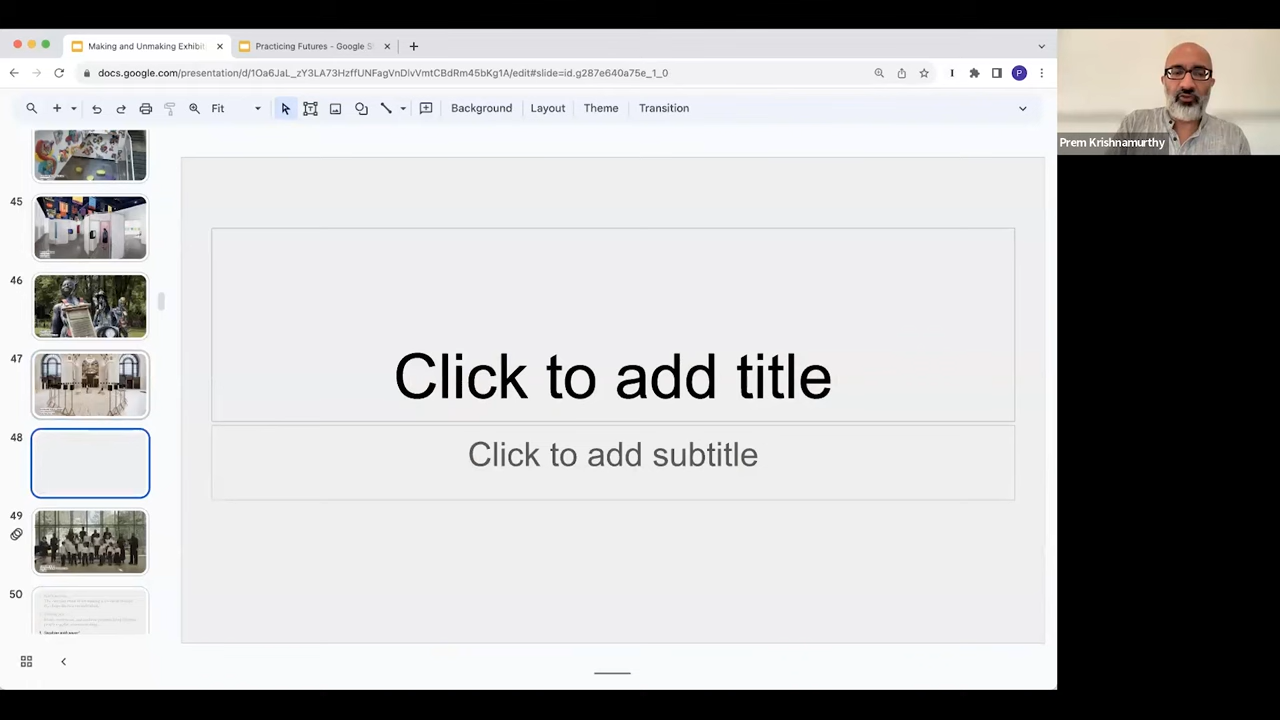 Making and Unmaking Exhibit
Practicing Futures - Google S
docs.google.com/presentation/d/1Oa6JaL_zY3LA73HzffUNFagVnDlvVmtCBdRm45bKg1A/edit#slide=id.g287e640a75e_1_0
P
Fit
Background
Layout
Theme
Transition
Prem Krishnamurthy
45
46
47
48
49
50
Click to add title
Click to add subtitle